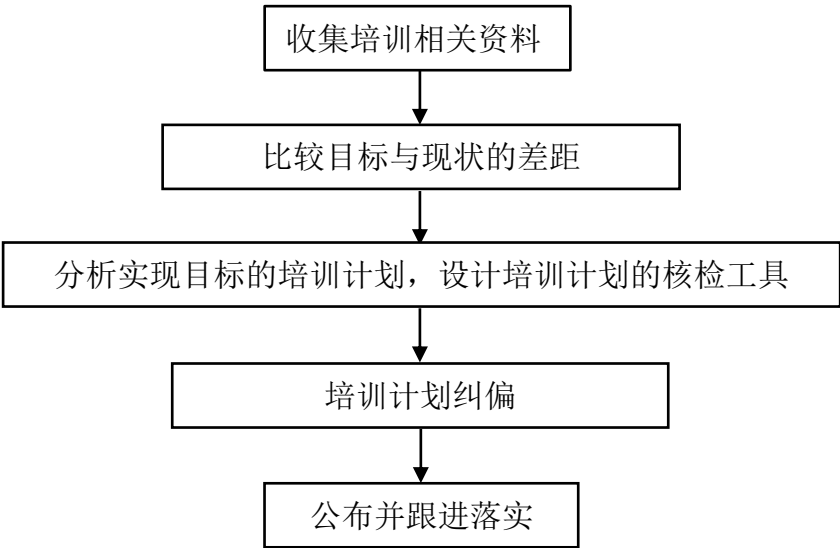 收集培训相关资料
比较目标与现状的差距
分析实现目标的培训计划，设计培训计划的核检工具
培训计划纠偏
公布并跟进落实